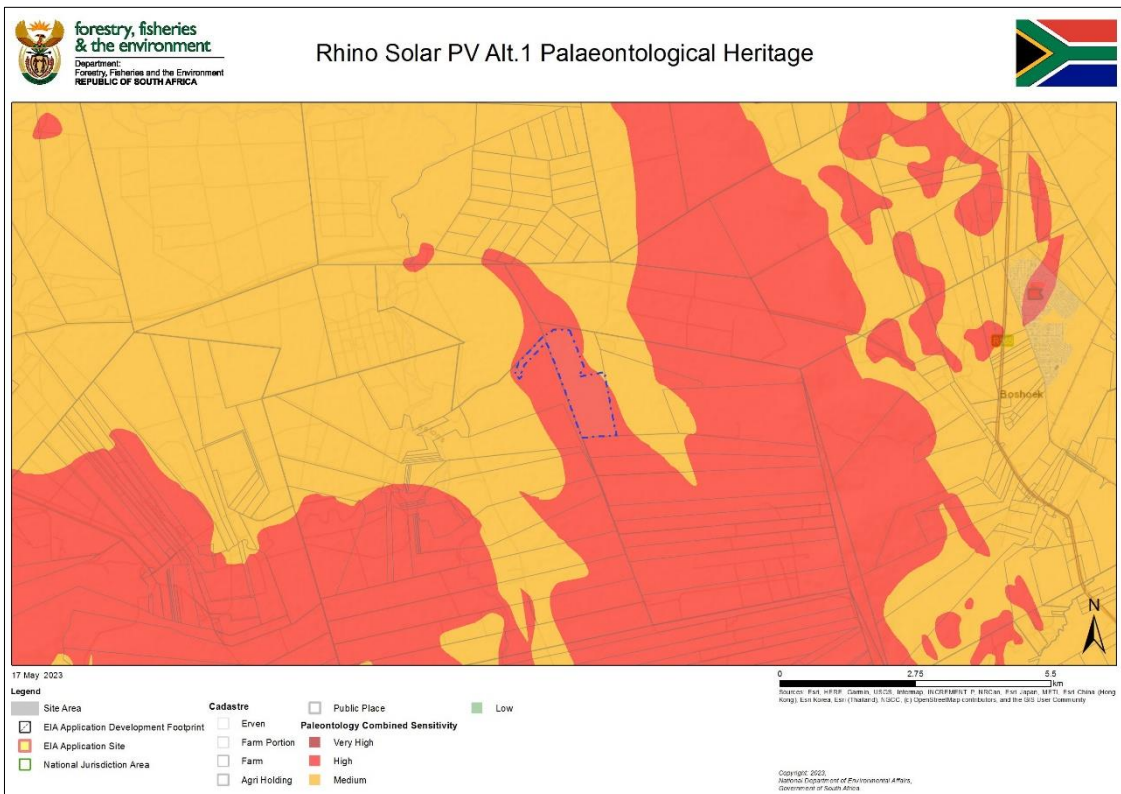 forestry, fisheries
& the environment
Department:
Forestry, Fisheries and the Environment
REPUBLIC OF SOUTH AFRICA
Rhino Solar PV Alt.1 Palaeontological Heritage
Boshoek
N
17 May 2023
0 2.75 5.5
km
Sources: Esri, HERE, Garmin, USGS, Intermap, INCREMENT P, NRCan, Esri Japan, METI, Esri China (Hong
Kong), Esri Korea, Esri (Thailand), NGCC, (c) OpenStreetMap contributors, and the GIS User Community
Legend
Site Area
EIA Application Development Footprint
EIA Application Site
National Jurisdiction Area
Cadastre
Erven
Farm Portion
Farm
Agri Holding
Public Place
Paleontology Combined Sensitivity
Very High
High
Medium
Low
Copyright: 2023,
National Department of Environmental Affairs,
Government of South Africa.